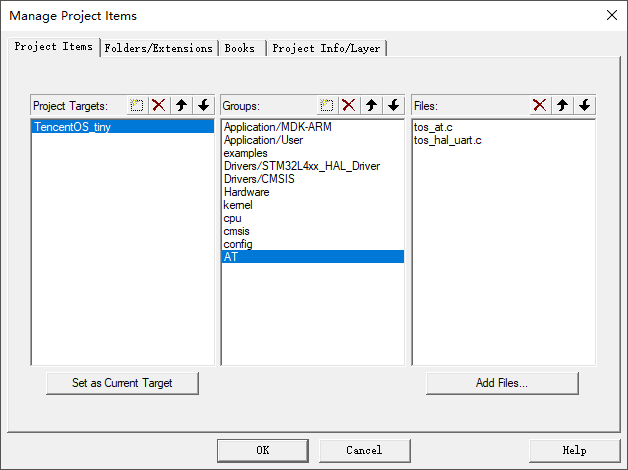 Manage Project Items
Project Items Folders/Extensions Books Project Info/Layer
Project Targets: Groups: Files:
TencentOS_tiny
Application/MDK-ARM
Application/User
examples
Drivers/STM32L4xx_HAL_Driver
Drivers/CMSIS
Hardware
kernel
cpu
cmsis
config
AT
tos_at.c
tos_hal_uart.c
Set as Current Target
Add Files...
OK Cancel Help